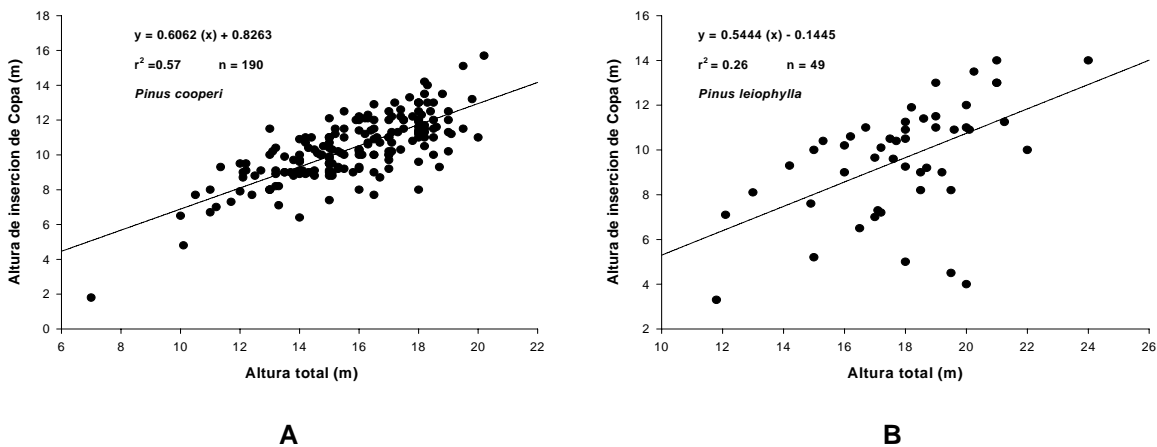 y = 0.6062 (x) + 0.8263
r² =0.57 n = 190
Pinus cooperi
Altura de insercion de Copa (m)
18
16
14
12
10
8
6
4
2
0
6 8 10 12 14 16 18 20 22
Altura total (m)
A
y = 0.5444 (x) - 0.1445
r² = 0.26 n = 49
Pinus leiophylla
Altura de insercion de Copa (m)
16
14
12
10
8
6
4
2
10 12 14 16 18 20 22 24 26
Altura total (m)
B